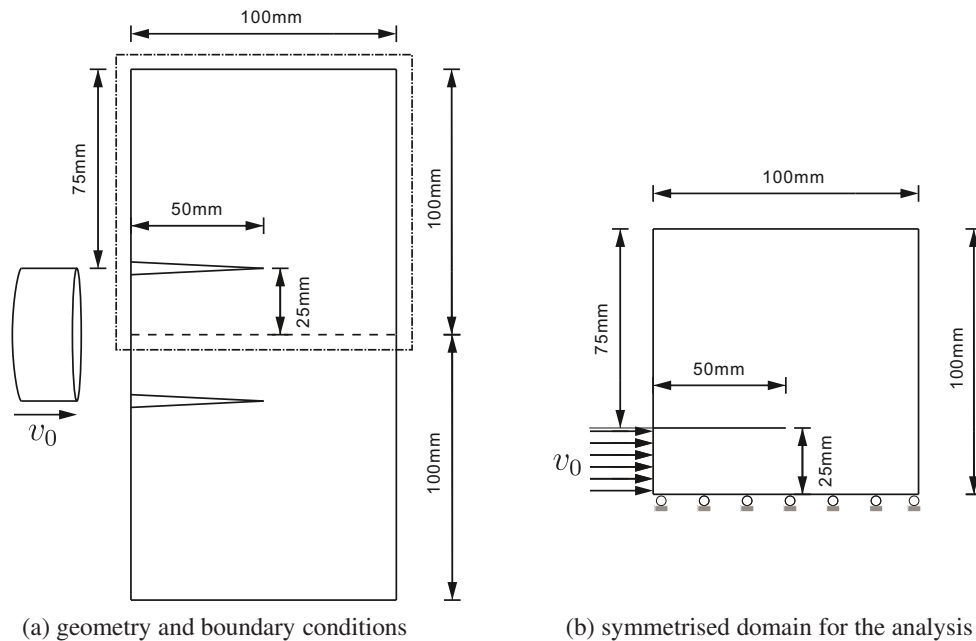 100mm
75mm
100mm
50mm
25mm
v₀
100mm
(a) geometry and boundary conditions
100mm
75mm
100mm
50mm
25mm
v₀
(b) symmetrised domain for the analysis